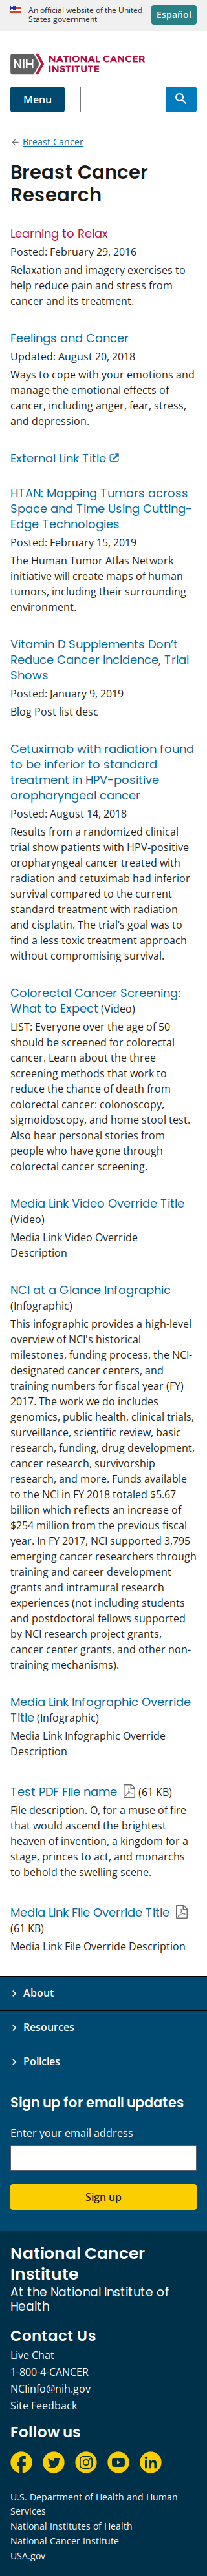 An official website of the United
States government
Español
NIH NATIONAL CANCER
INSTITUTE
Menu
Breast Cancer
Breast Cancer
Research
Learning to Relax
Posted: February 29, 2016
Relaxation and imagery exercises to
help reduce pain and stress from
cancer and its treatment.
Feelings and Cancer
Updated: August 20, 2018
Ways to cope with your emotions and
manage the emotional effects of
cancer, including anger, fear, stress,
and depression.
External Link Title
HTAN: Mapping Tumors across
Space and Time Using Cutting-
Edge Technologies
Posted: February 15, 2019
The Human Tumor Atlas Network
initiative will create maps of human
tumors, including their surrounding
environment.
Vitamin D Supplements Don’t
Reduce Cancer Incidence, Trial
Shows
Posted: January 9, 2019
Blog Post list desc
Cetuximab with radiation found
to be inferior to standard
treatment in HPV-positive
oropharyngeal cancer
Posted: August 14, 2018
Results from a randomized clinical
trial show patients with HPV-positive
oropharyngeal cancer treated with
radiation and cetuximab had inferior
survival compared to the current
standard treatment with radiation
and cisplatin. The trial’s goal was to
find a less toxic treatment approach
without compromising survival.
Colorectal Cancer Screening:
What to Expect (Video)
LIST: Everyone over the age of 50
should be screened for colorectal
cancer. Learn about the three
screening methods that work to
reduce the chance of death from
colorectal cancer: colonoscopy,
sigmoidoscopy, and home stool test.
Also hear personal stories from
people who have gone through
colorectal cancer screening.
Media Link Video Override Title
(Video)
Media Link Video Override
Description
NCI at a Glance Infographic
(Infographic)
This infographic provides a high-level
overview of NCI's historical
milestones, funding process, the NCI-
designated cancer centers, and
training numbers for fiscal year (FY)
2017. The work we do includes
genomics, public health, clinical trials,
surveillance, scientific review, basic
research, funding, drug development,
cancer research, survivorship
research, and more. Funds available
to the NCI in FY 2018 totaled $5.67
billion which reflects an increase of
$254 million from the previous fiscal
year. In FY 2017, NCI supported 3,795
emerging cancer researchers through
training and career development
grants and intramural research
experiences (not including students
and postdoctoral fellows supported
by NCI research project grants,
cancer center grants, and other non-
training mechanisms).
Media Link Infographic Override
Title (Infographic)
Media Link Infographic Override
Description
Test PDF File name (61 KB)
File description. O, for a muse of fire
that would ascend the brightest
heaven of invention, a kingdom for a
stage, princes to act, and monarchs
to behold the swelling scene.
Media Link File Override Title
(61 KB)
Media Link File Override Description
About
Resources
Policies
Sign up for email updates
Enter your email address
Sign up
National Cancer
Institute
At the National Institute of
Health
Contact Us
Live Chat
1-800-4-CANCER
NCIinfo@nih.gov
Site Feedback
Follow us
U.S. Department of Health and Human
Services
National Institutes of Health
National Cancer Institute
USA.gov